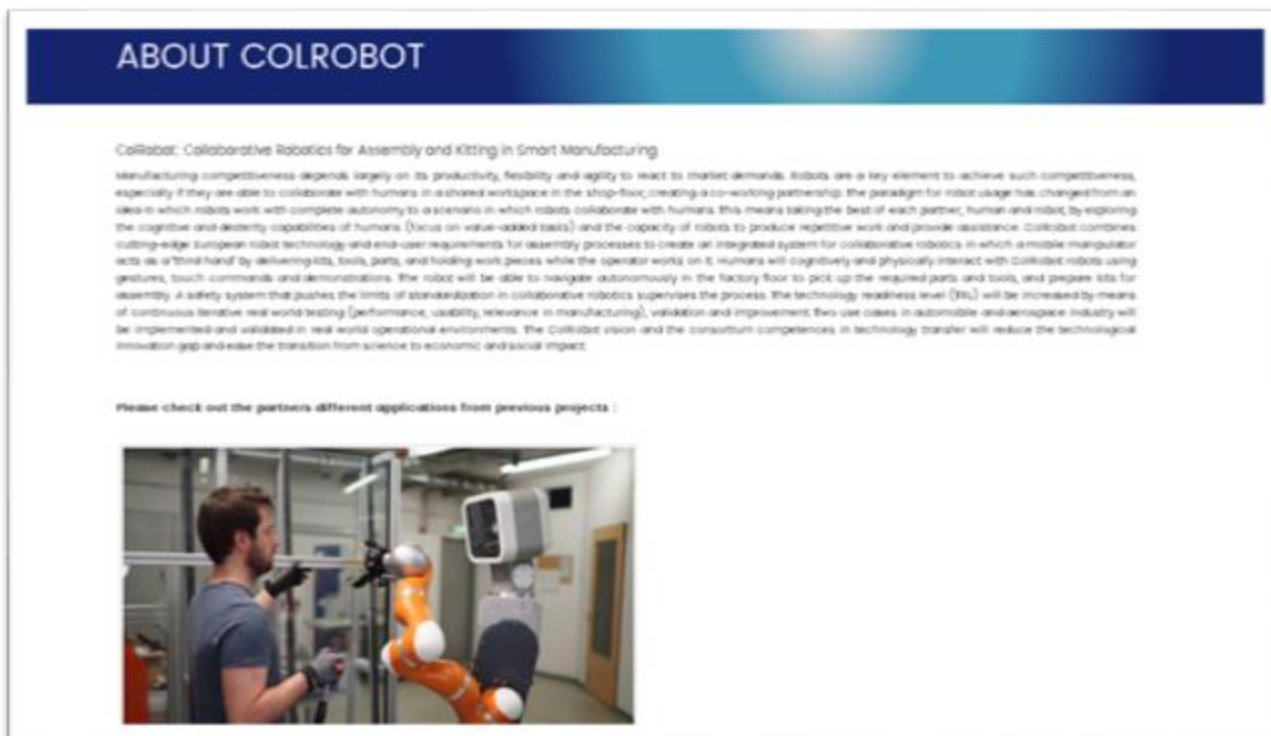 ABOUT COLROBOT
ColRobot: Collaborative Robotics for Assembly and Kitting in Smart Manufacturing
Manufacturing competitiveness depends largely on its productivity, flexibility and agility to react to market demands. Robots are a key element to achieve such competitiveness,
especially if they are able to collaborate with humans in a shared workspace in the shop-floor, creating a co-working partnership. The paradigm for robot usage has changed from an
idea in which robots work with complete autonomy to a scenario in which robots collaborate with humans. This means taking the best of each partner, human and robot, by exploring
the cognitive and dexterity capabilities of humans (focus on value-added tasks) and the capacity of robots to produce repetitive work and provide assistance. ColRobot combines
cutting-edge European robot technology and end-user requirements for assembly processes to create an integrated system for collaborative robotics in which a mobile manipulator
acts as a "third hand" by delivering kits, tools, parts, and holding work pieces while the operator works on it. Humans will cognitively and physically interact with ColRobot robots using
gestures, touch commands and demonstrations. The robot will be able to navigate autonomously in the factory floor to pick up the required parts and tools, and prepare kits for
assembly. A safety system that pushes the limits of standardization in collaborative robotics supervises the process. The technology readiness level (TRL) will be increased by means
of continuous iterative real world testing (performance, usability, relevance in manufacturing), validation and improvement. Two use cases in automobile and aerospace industry will
be implemented and validated in real world operational environments. The ColRobot vision and the consortium competences in technology transfer will reduce the technological
innovation gap and ease the transition from science to economic and social impact.
Please check out the partners different applications from previous projects :